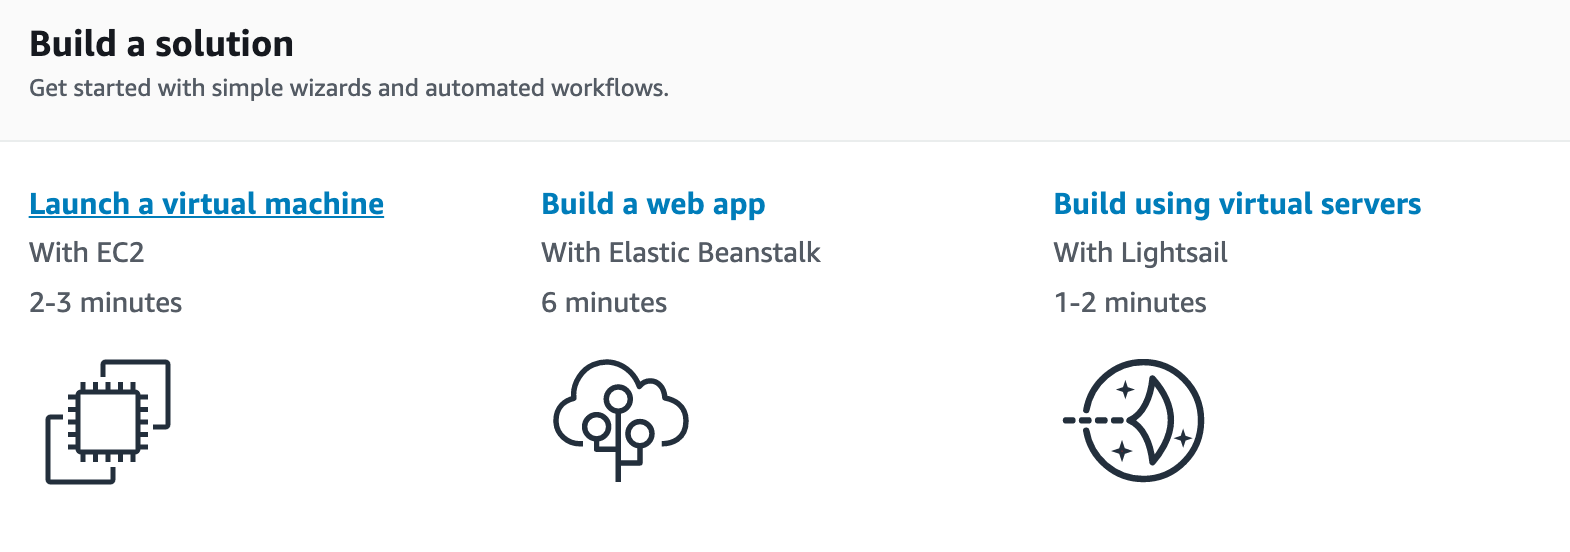 Build a solution
Get started with simple wizards and automated workflows.
Launch a virtual machine
With EC2
2-3 minutes
Build a web app
With Elastic Beanstalk
6 minutes
Build using virtual servers
With Lightsail
1-2 minutes